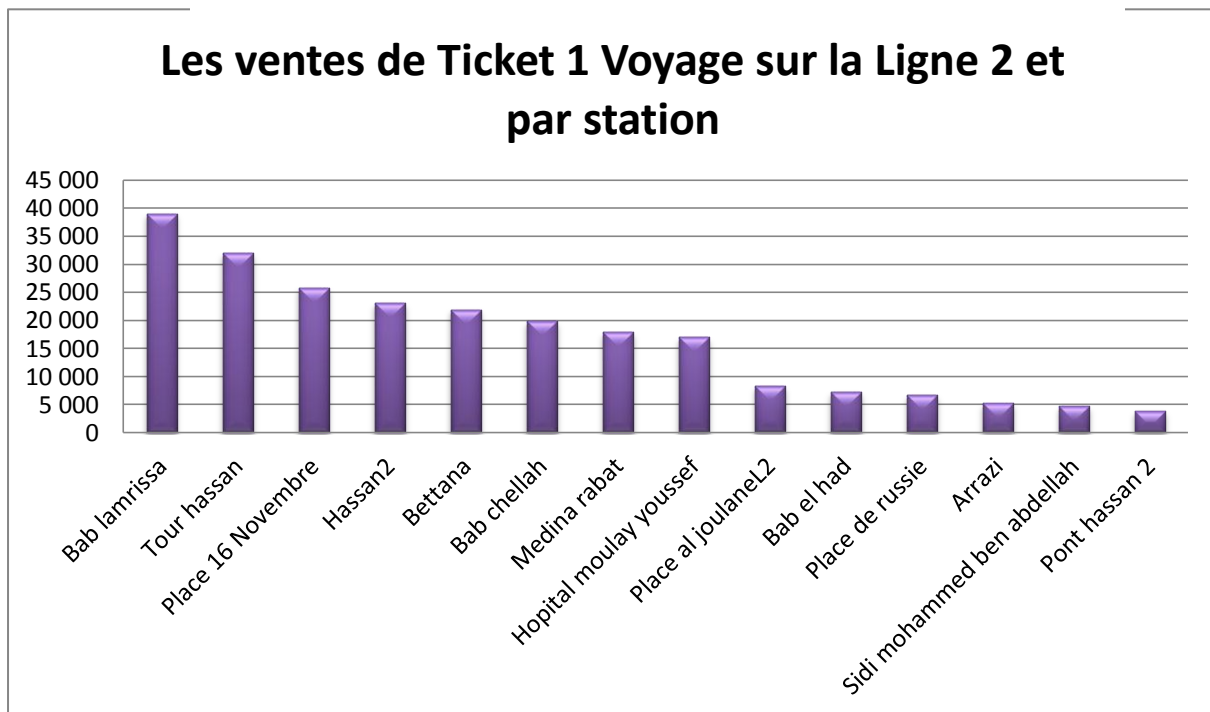 Les ventes de Ticket 1 Voyage sur la Ligne 2 et
par station
45 000
40 000
35 000
30 000
25 000
20 000
15 000
10 000
5 000
0
Bab lamrissa
Tour hassan
Place 16 Novembre
Hassan2
Bettana
Bab chellah
Medina rabat
Hopital moulay youssef
Place al joulaneL2
Bab el had
Place de russie
Arrazi
Sidi mohammed ben abdellah
Pont hassan 2